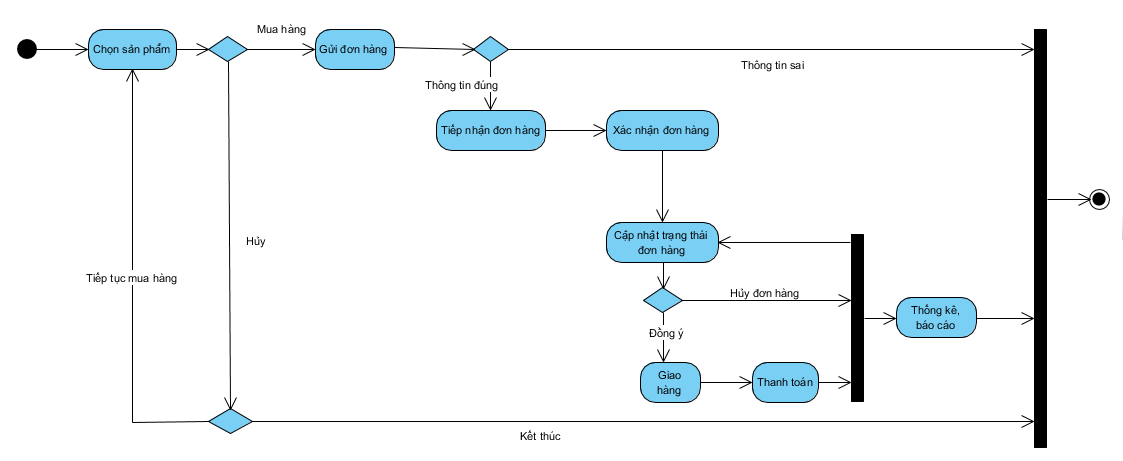 Mua hàng
Chọn sản phẩm
Gửi đơn hàng
Thông tin sai
Thông tin đúng
Tiếp nhận đơn hàng
Xác nhận đơn hàng
Hủy
Cập nhật trạng thái
đơn hàng
Tiếp tục mua hàng
Hủy đơn hàng
Thống kê,
báo cáo
Đồng ý
Giao
hàng
Thanh toán
Kết thúc